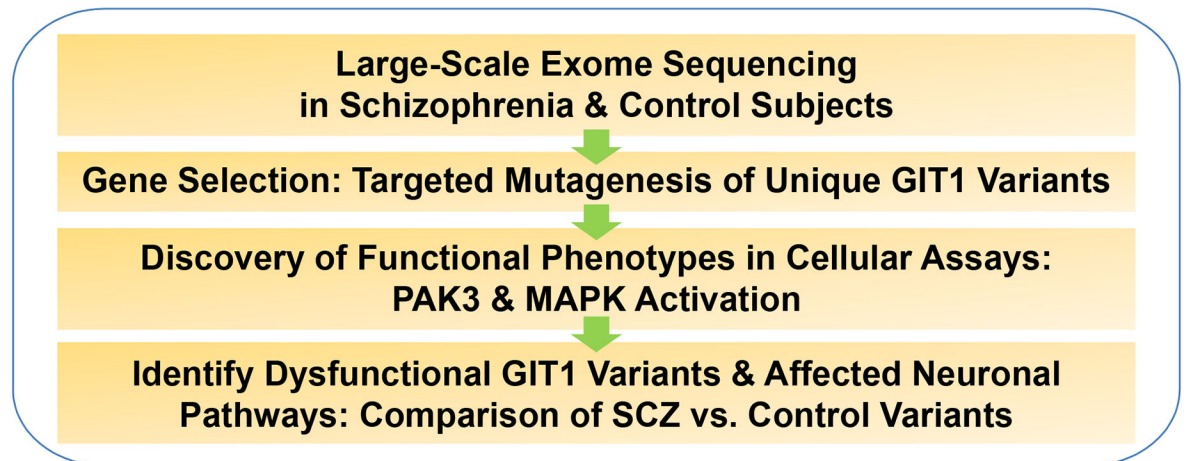 Large-Scale Exome Sequencing
in Schizophrenia & Control Subjects
Gene Selection: Targeted Mutagenesis of Unique GIT1 Variants
Discovery of Functional Phenotypes in Cellular Assays:
PAK3 & MAPK Activation
Identify Dysfunctional GIT1 Variants & Affected Neuronal
Pathways: Comparison of SCZ vs. Control Variants